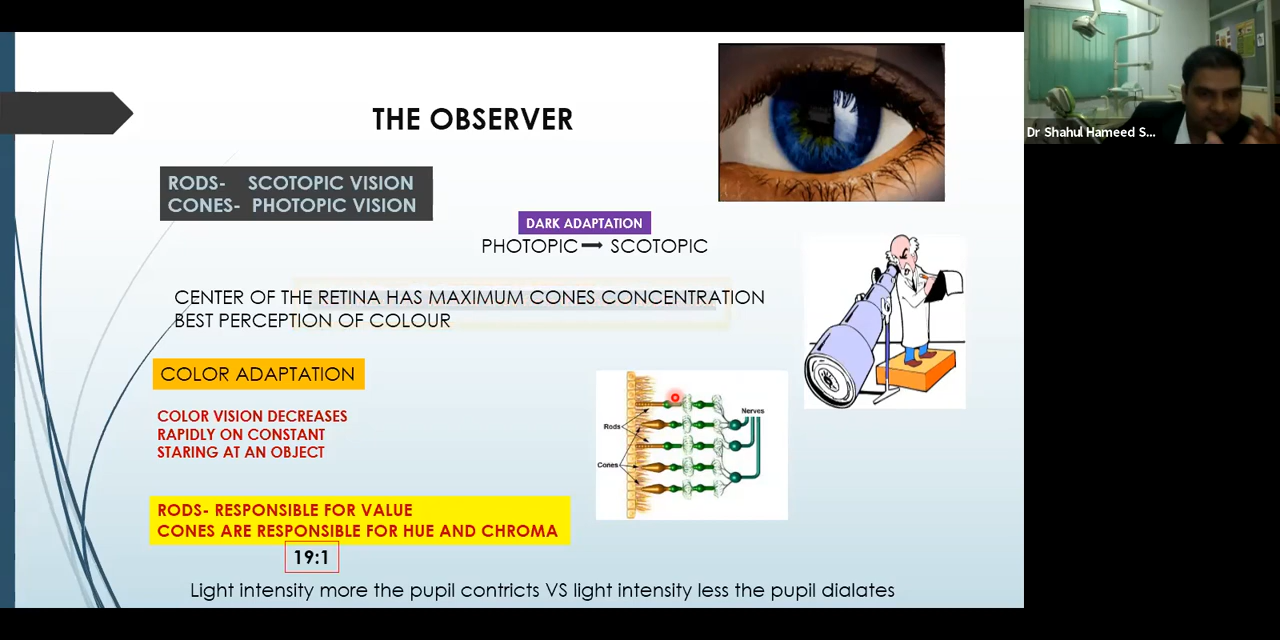 THE OBSERVER
RODS- SCOTOPIC VISION
CONES- PHOTOPIC VISION
DARK ADAPTATION
PHOTOPIC ➞ SCOTOPIC
CENTER OF THE RETINA HAS MAXIMUM CONES CONCENTRATION
BEST PERCEPTION OF COLOUR
COLOR ADAPTATION
COLOR VISION DECREASES
RAPIDLY ON CONSTANT
STARING AT AN OBJECT
Rods
Cones
Nerves
RODS- RESPONSIBLE FOR VALUE
CONES ARE RESPONSIBLE FOR HUE AND CHROMA
19:1
Light intensity more the pupil contricts VS light intensity less the pupil dialates
Dr Shahul Hameed S...